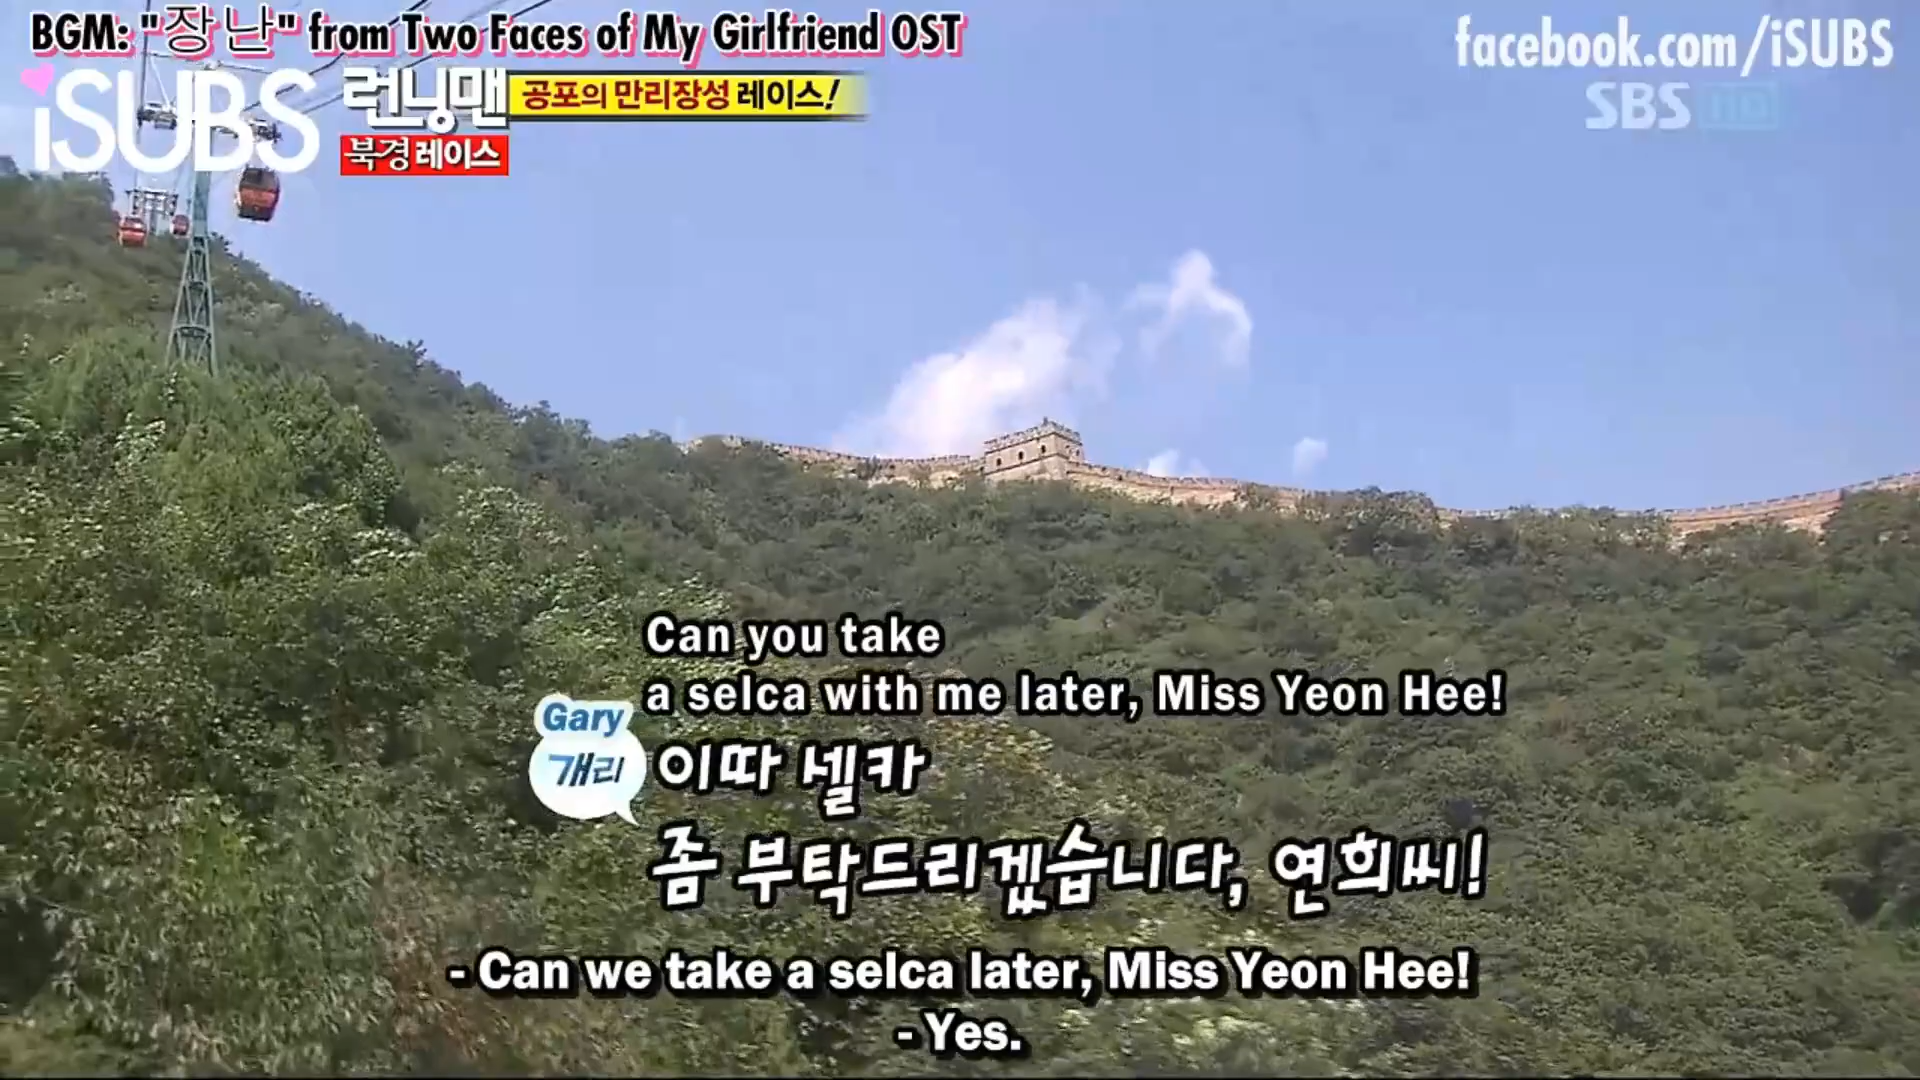 BGM: "장난" from Two Faces of My Girlfriend OST
facebook.com/iSUBS
iSUBS
런닝맨
공포의 만리장성 레이스!
북경 레이스
SBS HD
Can you take
a selca with me later, Miss Yeon Hee!
Gary
개리
이따 셀카
좀 부탁드리겠습니다, 연희씨!
- Can we take a selca later, Miss Yeon Hee!
- Yes.